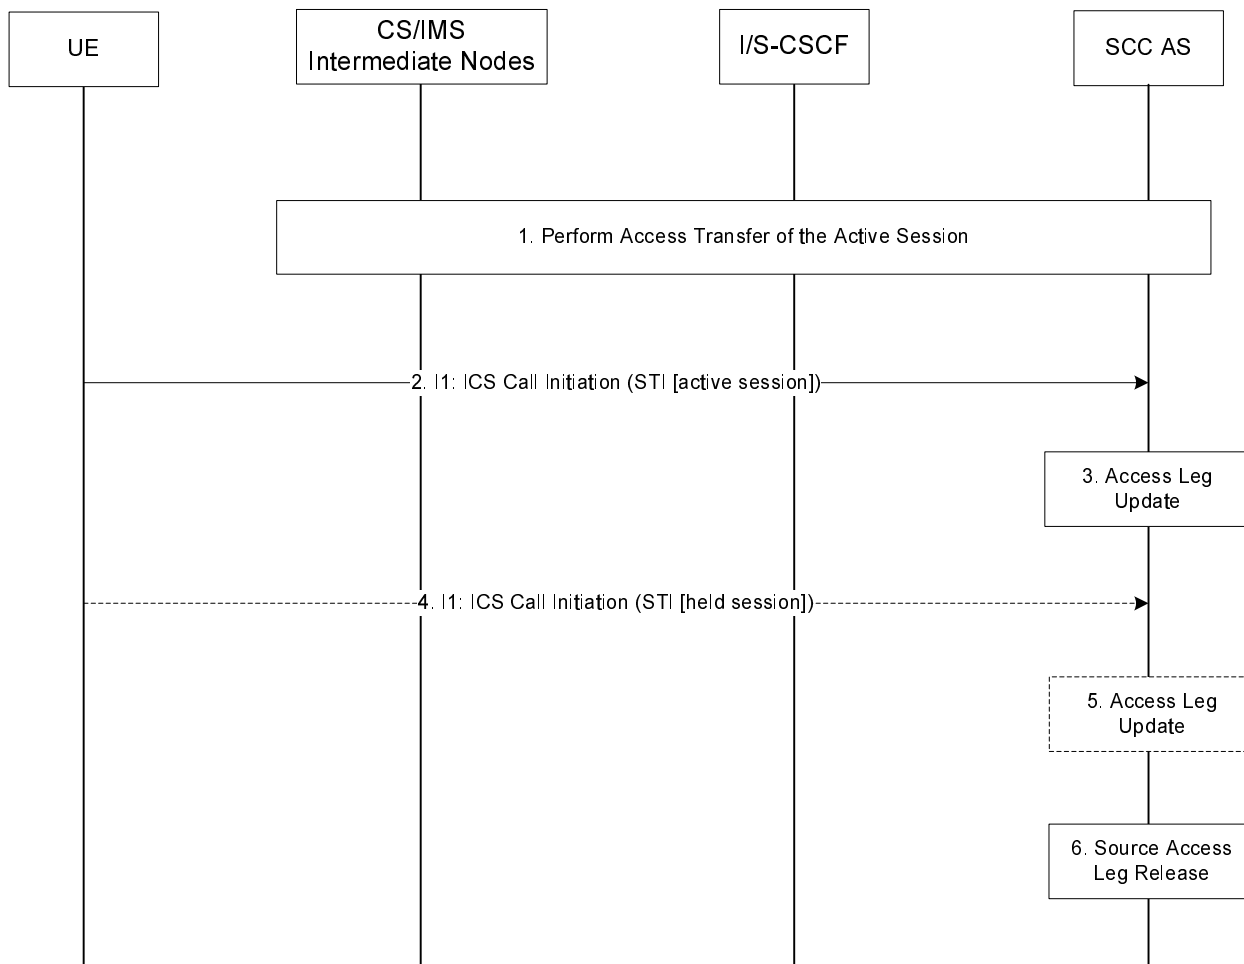 UE
CS/IMS
Intermediate Nodes
I/S-CSCF
SCC AS
1. Perform Access Transfer of the Active Session
2. I1: ICS Call Initiation (STI [active session])
3. Access Leg
Update
4. I1: ICS Call Initiation (STI [held session])
5. Access Leg
Update
6. Source Access
Leg Release